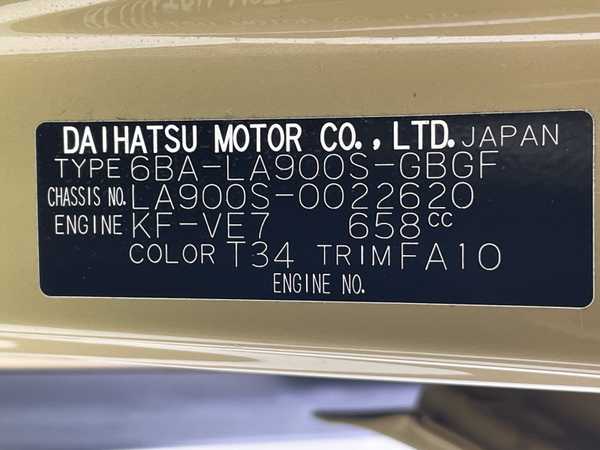 DAIHATSU MOTOR CO., LTD. JAPAN
TYPE 6BA-LA900S-GBGF
CHASSIS NO. LA900S-0022620
ENGINE KF-VE7 658cc
COLOR T34 TRIM FA10
ENGINE NO.